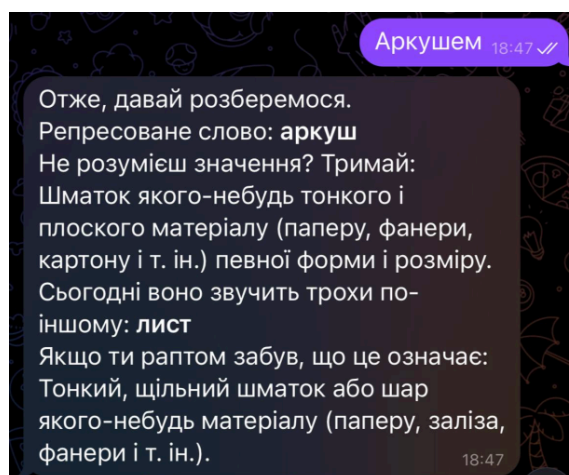 Аркушем 18:47
Отже, давай розберемося.
Репресоване слово: аркуш
Не розумієш значення? Тримай:
Шматок якого-небудь тонкого і
плоского матеріалу (паперу, фанери,
картону і т. ін.) певної форми і розміру.
Сьогодні воно звучить трохи по-
іншому: лист
Якщо ти раптом забув, що це означає:
Тонкий, щільний шматок або шар
якого-небудь матеріалу (паперу, заліза,
фанери і т. ін.). 18:47